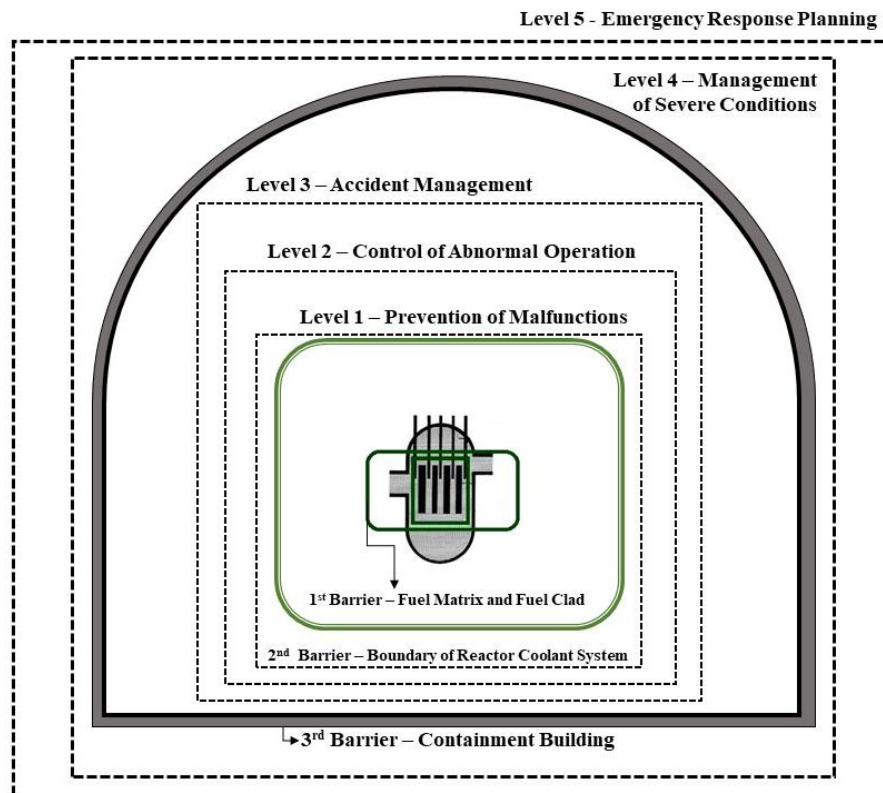 Level 5 - Emergency Response Planning
Level 4 – Management
of Severe Conditions
Level 3 – Accident Management
Level 2 – Control of Abnormal Operation
Level 1 – Prevention of Malfunctions
1st Barrier – Fuel Matrix and Fuel Clad
2nd Barrier – Boundary of Reactor Coolant System
3rd Barrier – Containment Building